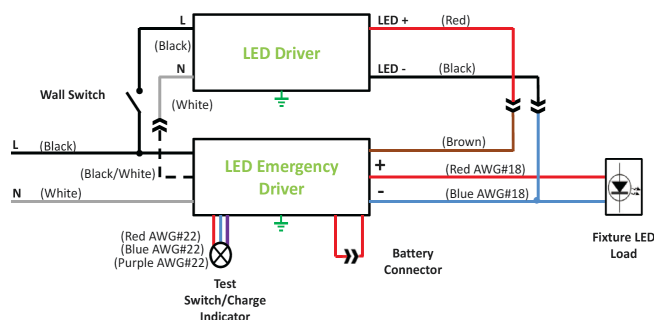 L
(Black)
LED Driver
LED +
(Red)
N
(White)
LED -
(Black)
Wall Switch
L
(Black)
(Black/White)
N
(White)
LED Emergency
Driver
(Brown)
+
(Red AWG#18)
-
(Blue AWG#18)
Fixture LED
Load
(Red AWG#22)
(Blue AWG#22)
(Purple AWG#22)
Test
Switch/Charge
Indicator
Battery
Connector